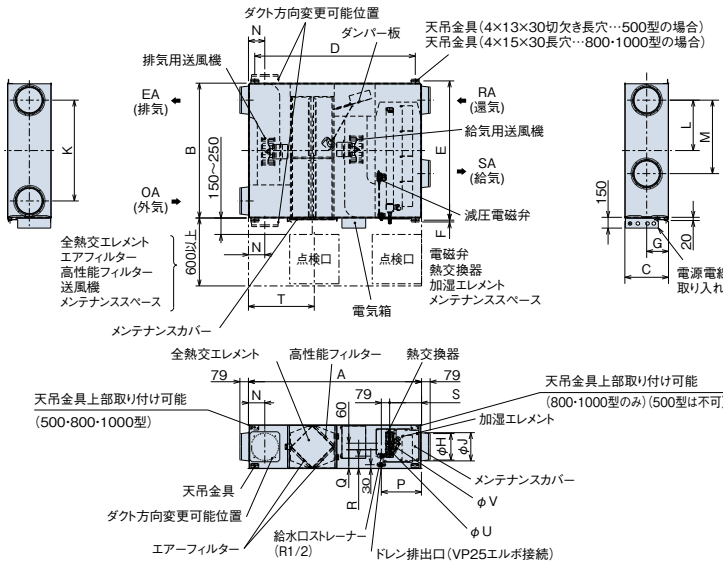 ダクト方向変更可能位置
N
D
ダンパー板
天吊金具(4×13×30切欠き長穴…500型の場合)
天吊金具(4×15×30長穴…800・1000型の場合)
排気用送風機
EA
(排気)
RA
(還気)
給気用送風機
K
B
E
L
M
SA
(給気)
OA
(外気)
150~250
減圧電磁弁
F
150
20
G
C
電源電線
取り入れ
全熱交エレメント
エアフィルター
高性能フィルター
送風機
メンテナンススペース
600以上
N
点検口
点検口
電磁弁
熱交換器
加湿エレメント
メンテナンススペース
T
メンテナンスカバー
電気箱
全熱交エレメント
高性能フィルター
熱交換器
79
A
79
天吊金具上部取り付け可能
(500・800・1000型)
N
60
79
S
天吊金具上部取り付け可能
(800・1000型のみ)(500型は不可)
加湿エレメント
φH
φJ
メンテナンスカバー
天吊金具
Q
R
30
P
φV
ダクト方向変更可能位置
φU
エアーフィルター
給水口ストレーナー
(R1/2)
ドレン排出口(VP25エルボ接続)